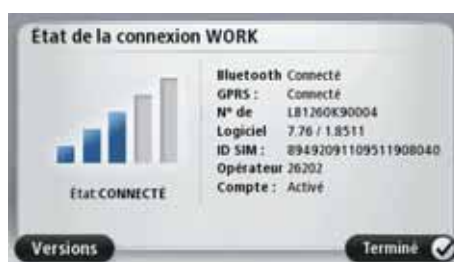 État de la connexion WORK
Bluetooth Connecté
GPRS : Connecté
N° de LB1260K90004
Logiciel 7.76 / 1.8511
ID SIM : 89492091109511908040
Opérateur 26202
Compte : Activé
État:CONNECTÉ
Versions
Terminé